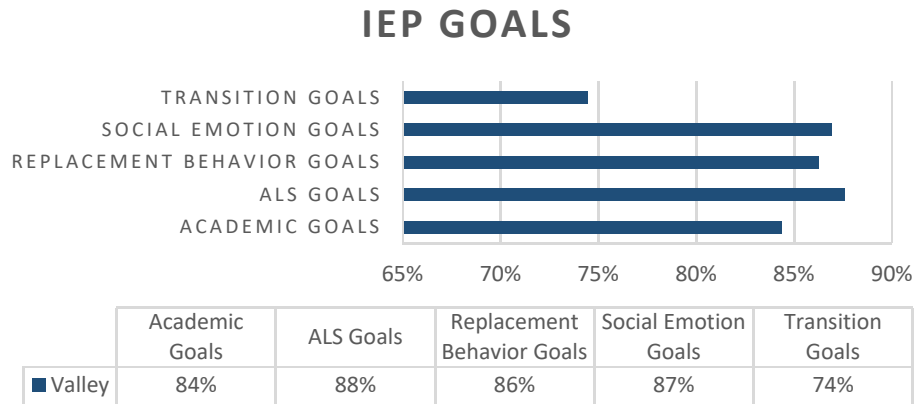 IEP GOALS
TRANSITION GOALS
SOCIAL EMOTION GOALS
REPLACEMENT BEHAVIOR GOALS
ALS GOALS
ACADEMIC GOALS
65% 70% 75% 80% 85% 90%
Academic Goals ALS Goals Replacement Behavior Goals Social Emotion Goals Transition Goals
Valley 84% 88% 86% 87% 74%